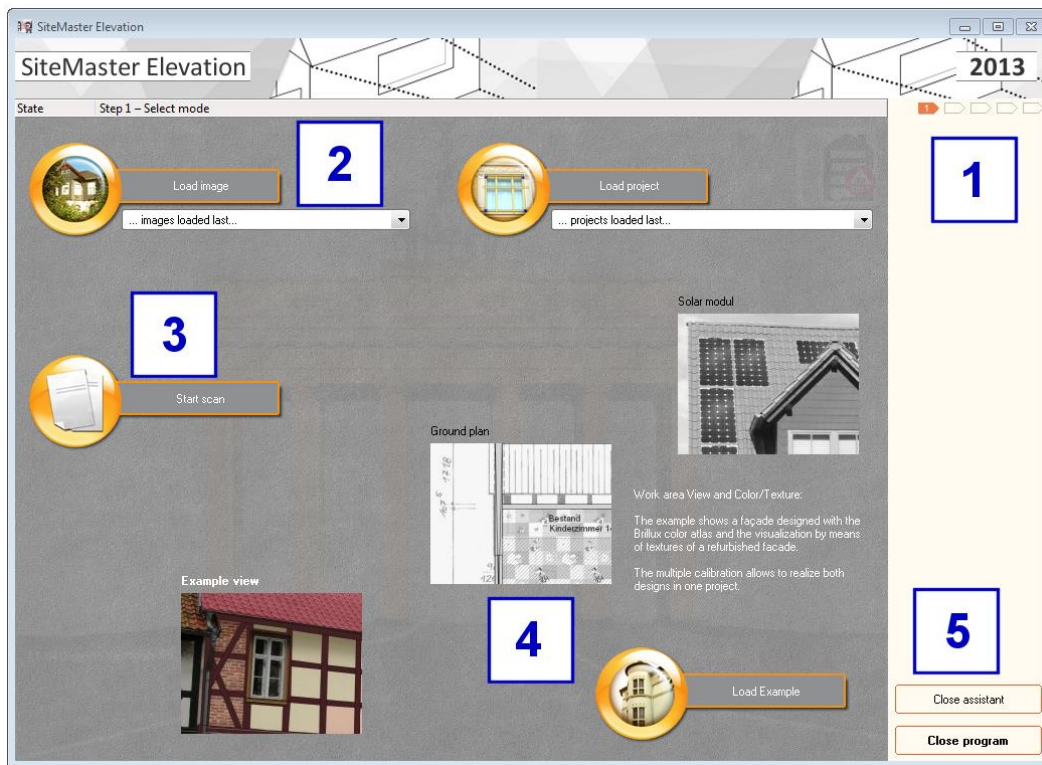 SiteMaster Elevation
SiteMaster Elevation
2013
State
Step 1 – Select mode
1
2
1
Load image
Load project
... images loaded last...
... projects loaded last...
3
Start scan
Solar modul
Ground plan
Bestand
Kinderzimmer 1
Work area View and Color/Texture:
The example shows a façade designed with the
Brillux color atlas and the visualization by means
of textures of a refurbished facade.
The multiple calibration allows to realize both
designs in one project.
Example view
4
5
Load Example
Close assistant
Close program